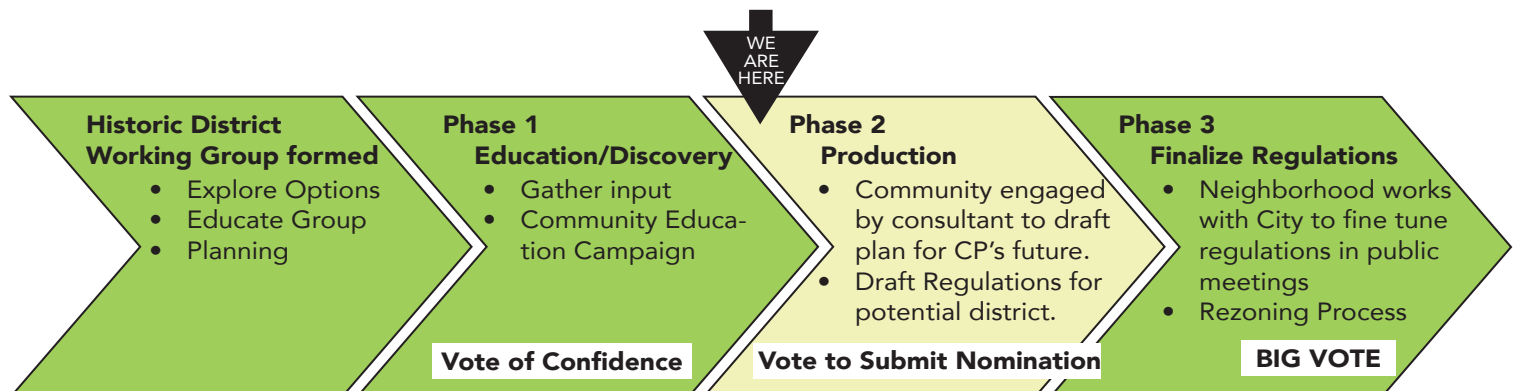 WE
ARE
HERE
Historic District
Working Group formed
• Explore Options
• Educate Group
• Planning
Phase 1
Education/Discovery
• Gather input
• Community Educa-
tion Campaign
Vote of Confidence
Phase 2
Production
• Community engaged
by consultant to draft
plan for CP's future.
• Draft Regulations for
potential district.
Vote to Submit Nomination
Phase 3
Finalize Regulations
• Neighborhood works
with City to fine tune
regulations in public
meetings
• Rezoning Process
BIG VOTE